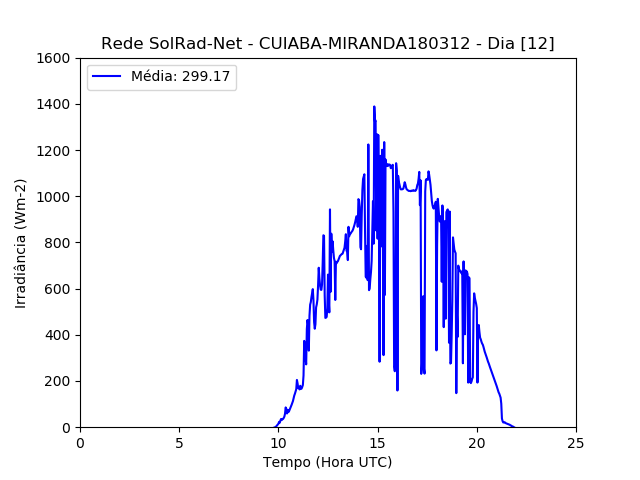 Rede SolRad-Net - CUIABA-MIRANDA180312 - Dia [12]
Média: 299.17
Irradiância (Wm-2)
1600
1400
1200
1000
800
600
400
200
0
0 5 10 15 20 25
Tempo (Hora UTC)